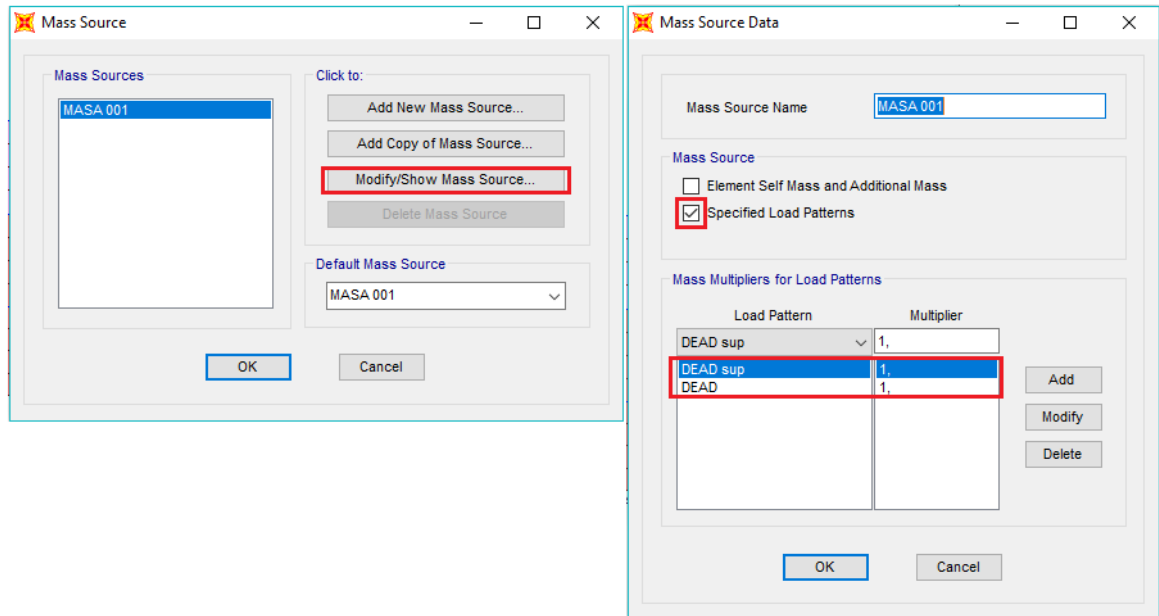 Mass Source
Mass Sources
MASA 001
Click to:
Add New Mass Source...
Add Copy of Mass Source...
Modify/Show Mass Source...
Delete Mass Source
Default Mass Source
MASA 001
OK
Cancel
Mass Source Data
Mass Source Name
MASA 001
Mass Source
Element Self Mass and Additional Mass
Specified Load Patterns
Mass Multipliers for Load Patterns
Load Pattern
Multiplier
DEAD sup
1,
DEAD sup
1,
DEAD
1,
Add
Modify
Delete
OK
Cancel